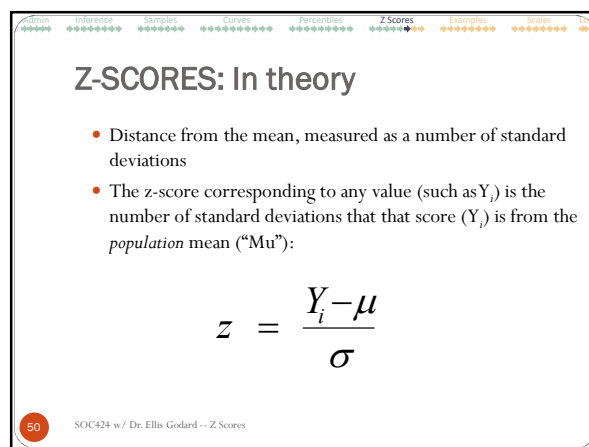 Admin Inference Samples Curves Percentiles Z Scores Examples Scales
Z-SCORES: In theory
• Distance from the mean, measured as a number of standard
deviations
• The z-score corresponding to any value (such as Yᵢ) is the
number of standard deviations that that score (Yᵢ) is from the
population mean (“Mu”):
z = (Yᵢ − μ) / σ
50 SOC424 w/ Dr. Ellis Godard -- Z Scores